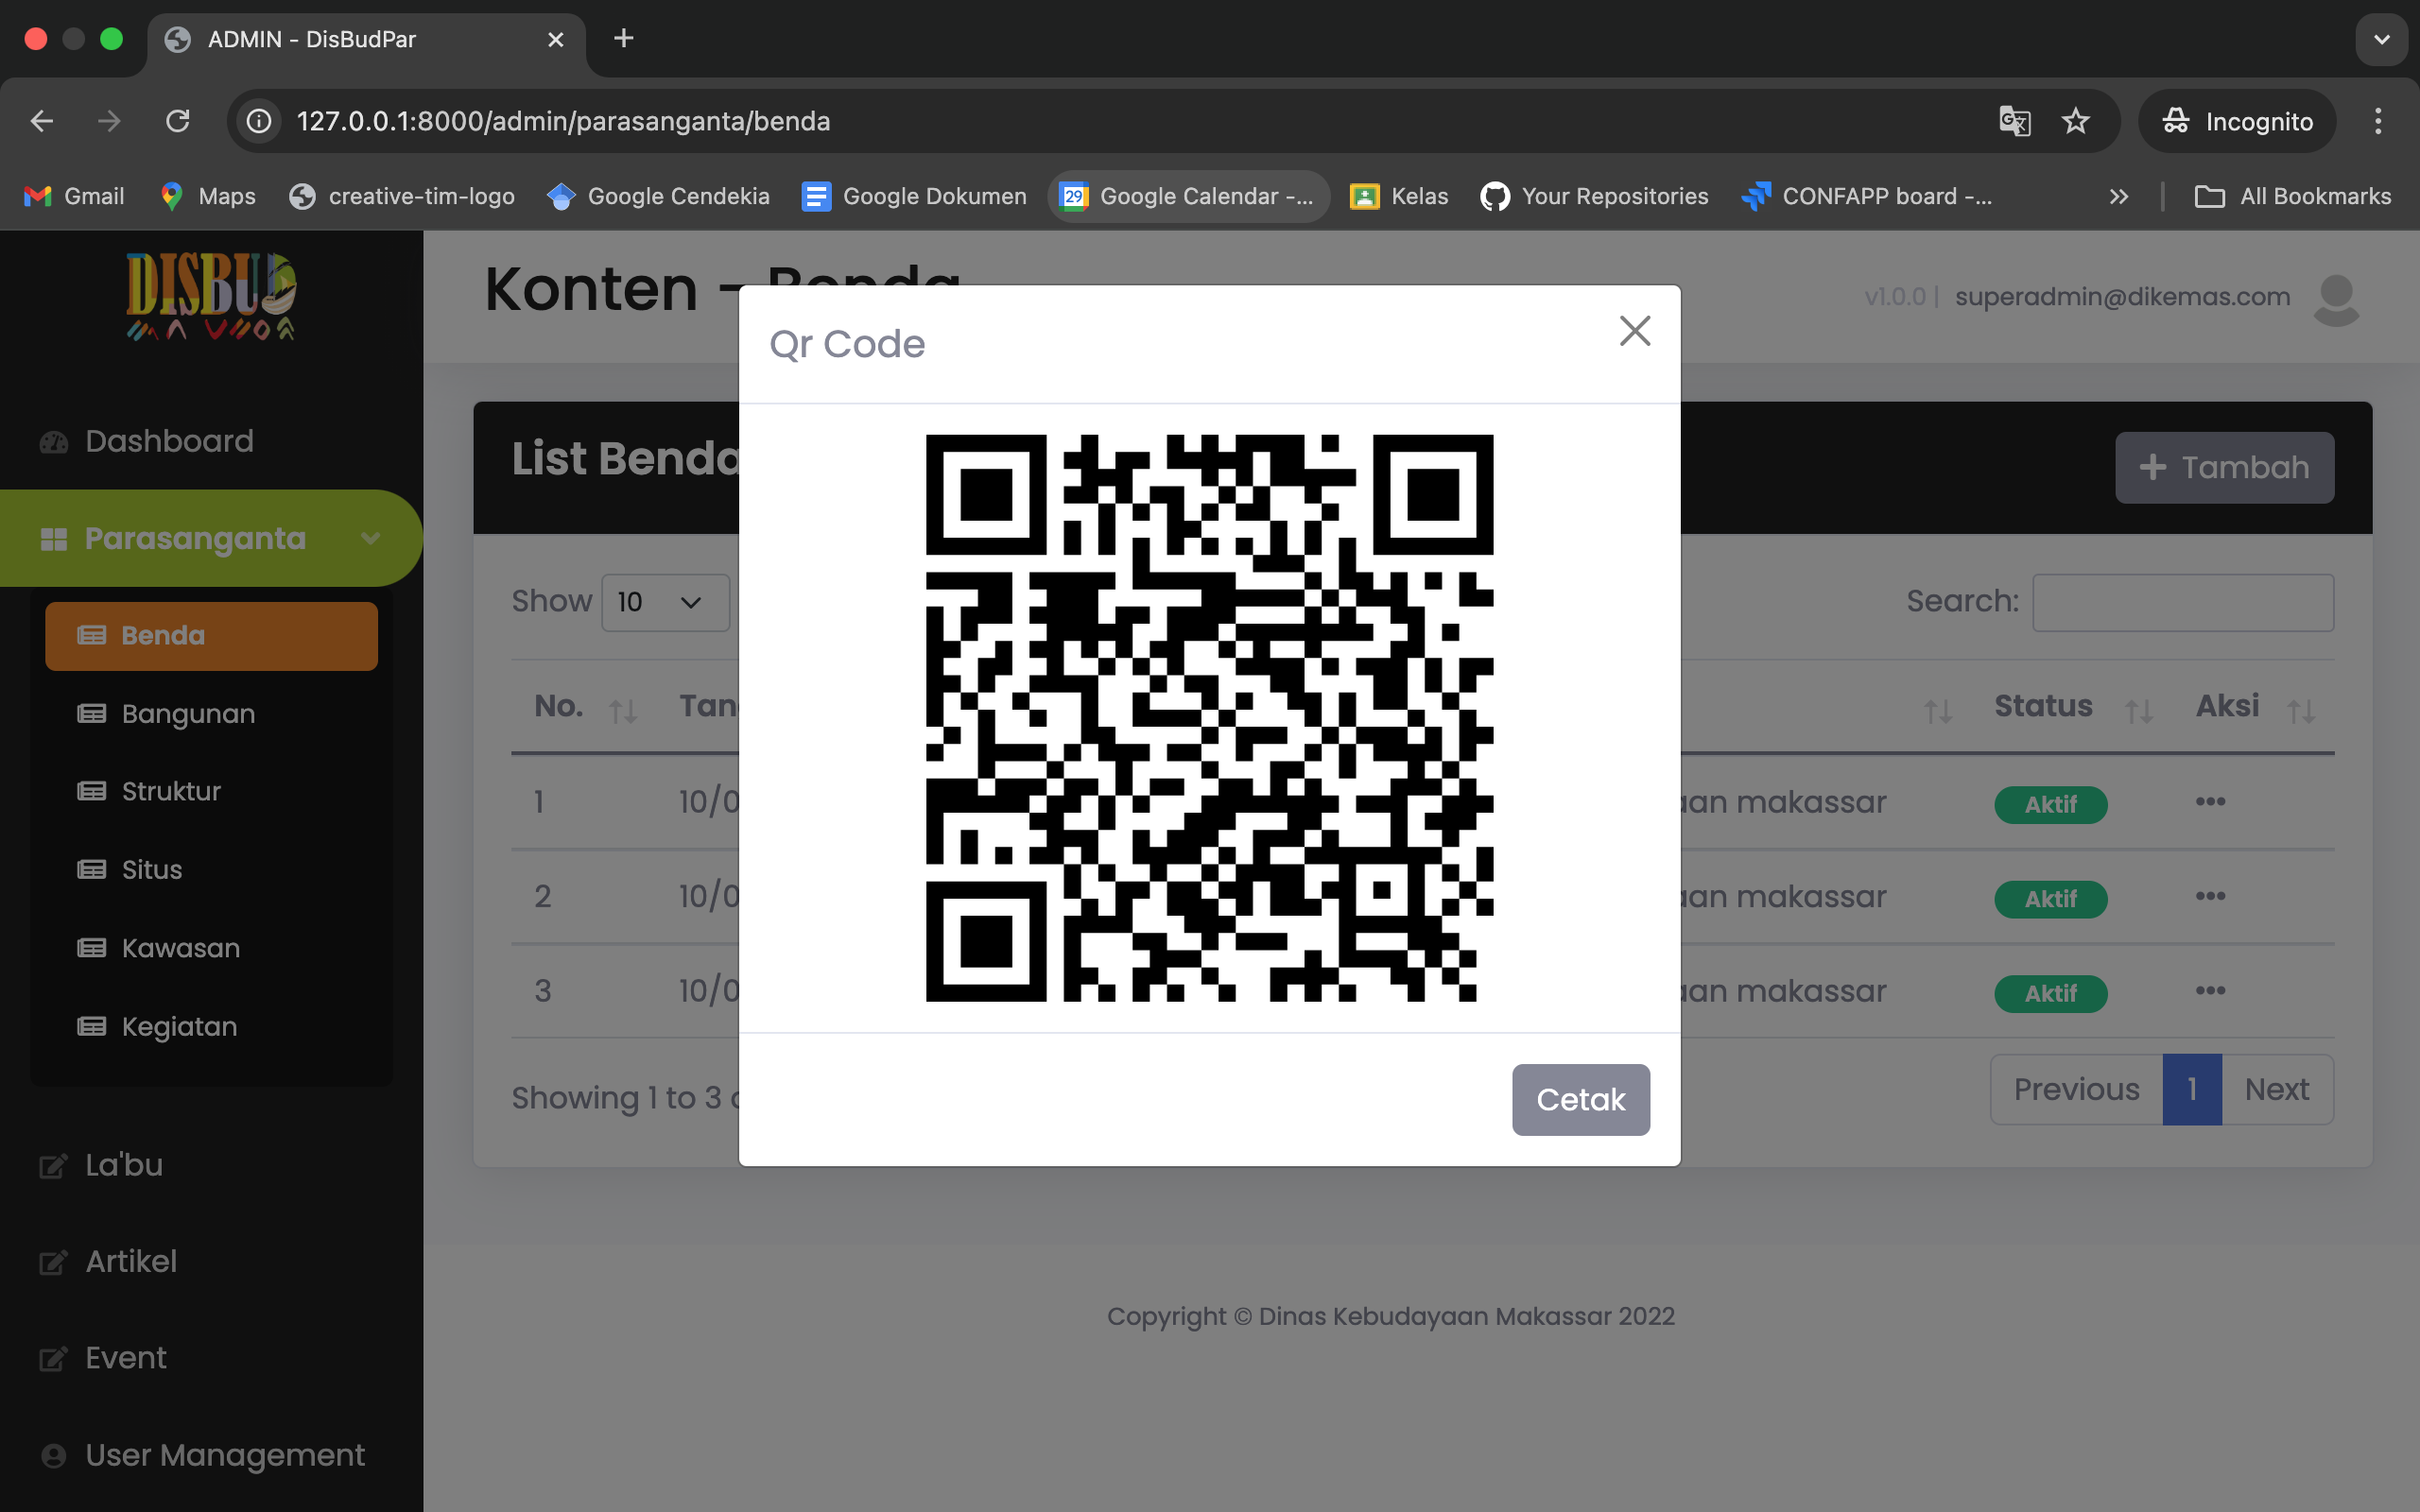 ADMIN - DisBudPar
127.0.0.1:8000/admin/parasanganta/benda
Incognito
Gmail
Maps
creative-tim-logo
Google Cendekia
Google Dokumen
29
Google Calendar -...
Kelas
Your Repositories
CONFAPP board -...
All Bookmarks
DISBUD
Dashboard
Parasanganta
Benda
Bangunan
Struktur
Situs
Kawasan
Kegiatan
La'bu
Artikel
Event
User Management
Konten - Benda
v1.0.0 | superadmin@dikemas.com
Qr Code
List Benda
Tambah
Show 10
Search:
No.
Status
Aksi
1 10/0 aan makassar Aktif
2 10/0 aan makassar Aktif
3 10/0 aan makassar Aktif
Showing 1 to 3
Previous 1 Next
Cetak
Copyright © Dinas Kebudayaan Makassar 2022